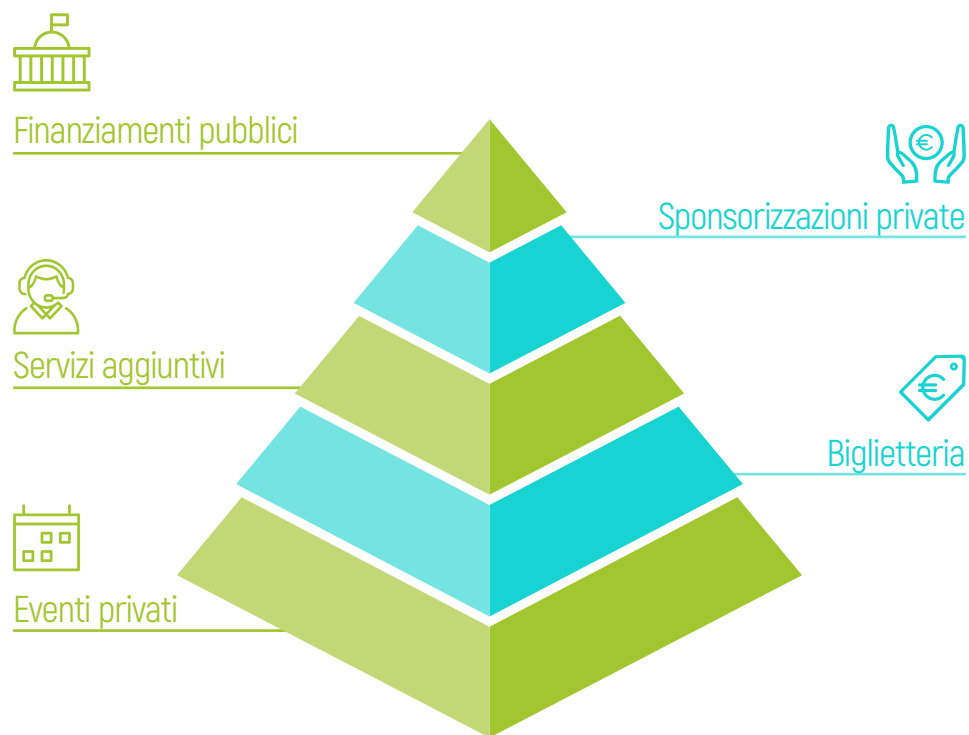 Finanziamenti pubblici
€
Sponsorizzazioni private
Servizi aggiuntivi
€
Biglietteria
Eventi privati